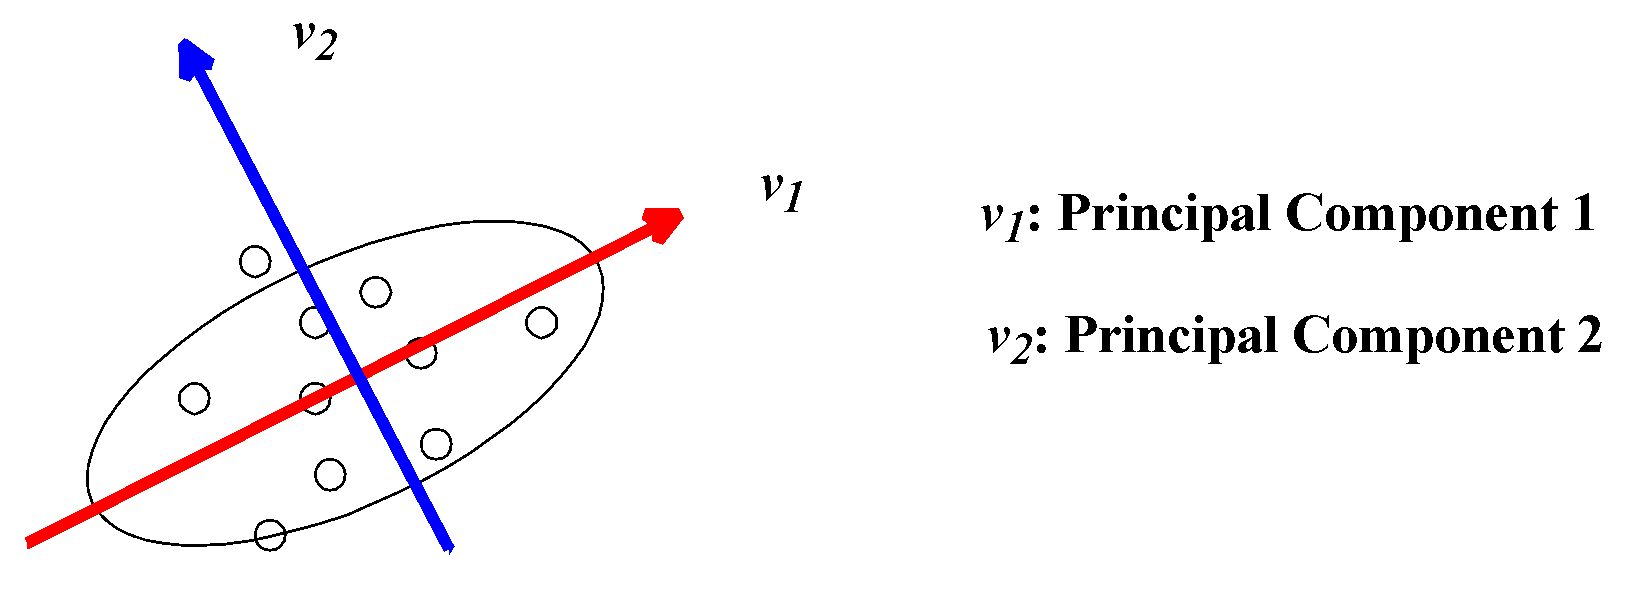 v2
v1
v1: Principal Component 1
v2: Principal Component 2